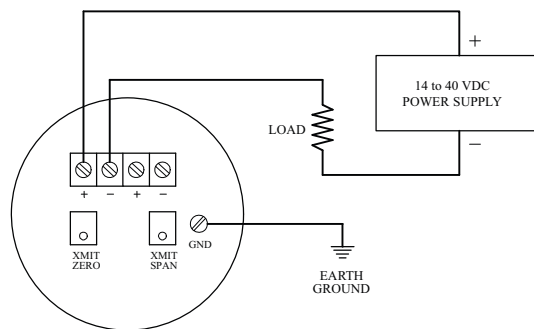 +
14 to 40 VDC
POWER SUPPLY
−
LOAD
+ − + −
XMIT
ZERO
XMIT
SPAN
GND
EARTH
GROUND